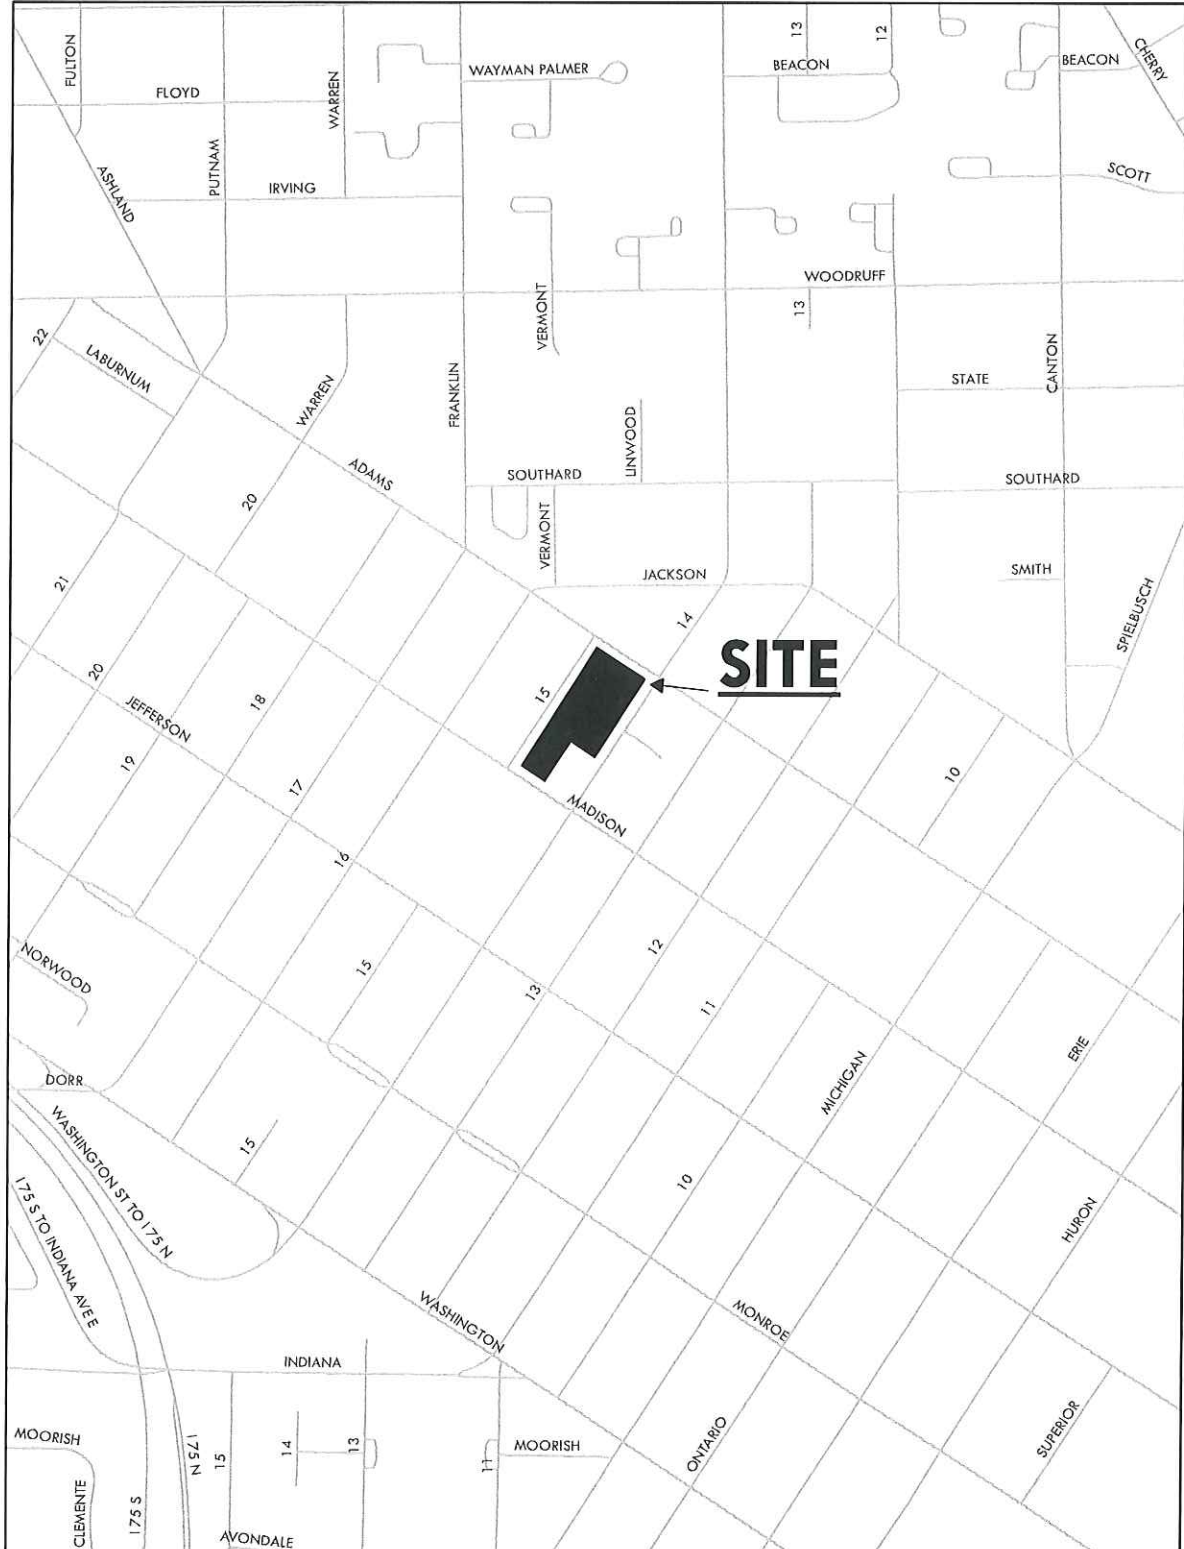 FULTON
WARREN
WAYMAN PALMER
13
12
BEACON
BEACON
CHERRY
FLOYD
ASHLAND
PUTNAM
IRVING
SCOTT
WOODRUFF
VERMONT
13
22
LABURNUM
WARREN
FRANKLIN
CANTON
STATE
LINWOOD
ADAMS
SOUTHARD
SOUTHARD
20
VERMONT
21
JACKSON
SMITH
SPIELBUSCH
14
SITE
20
JEFFERSON
18
15
19
17
10
MADISON
16
NORWOOD
15
12
13
11
ERIE
MICHIGAN
DORR
WASHINGTON ST TO 175 N
15
10
175 S TO INDIANA AVE E
HURON
WASHINGTON
MONROE
INDIANA
MOORISH
175 N
15
14
13
11
MOORISH
ONTARIO
SUPERIOR
CLEMENTE
175 S
AVONDALE